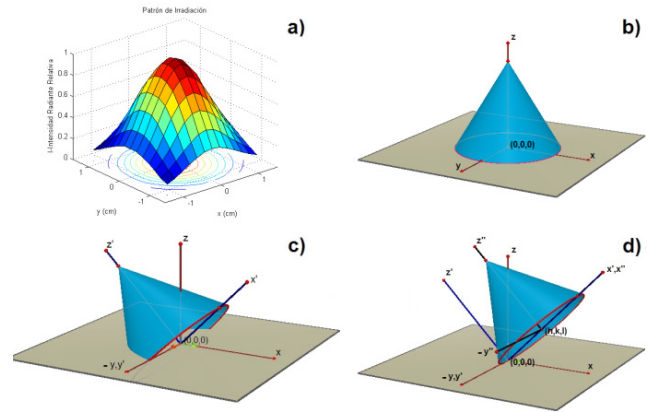 Patrón de Irradiación
a)
I-Intensidad Radiante Relativa
1
0.8
0.6
0.4
0.2
0
1
0
-1
y (cm)
-1
0
1
x (cm)
b)
z
(0,0,0)
y
x
c)
z'
z
x'
(0,0,0)
x
- y,y'
d)
z''
z
z'
x',x''
(h,k,l)
- y''
(0,0,0)
x
- y,y'